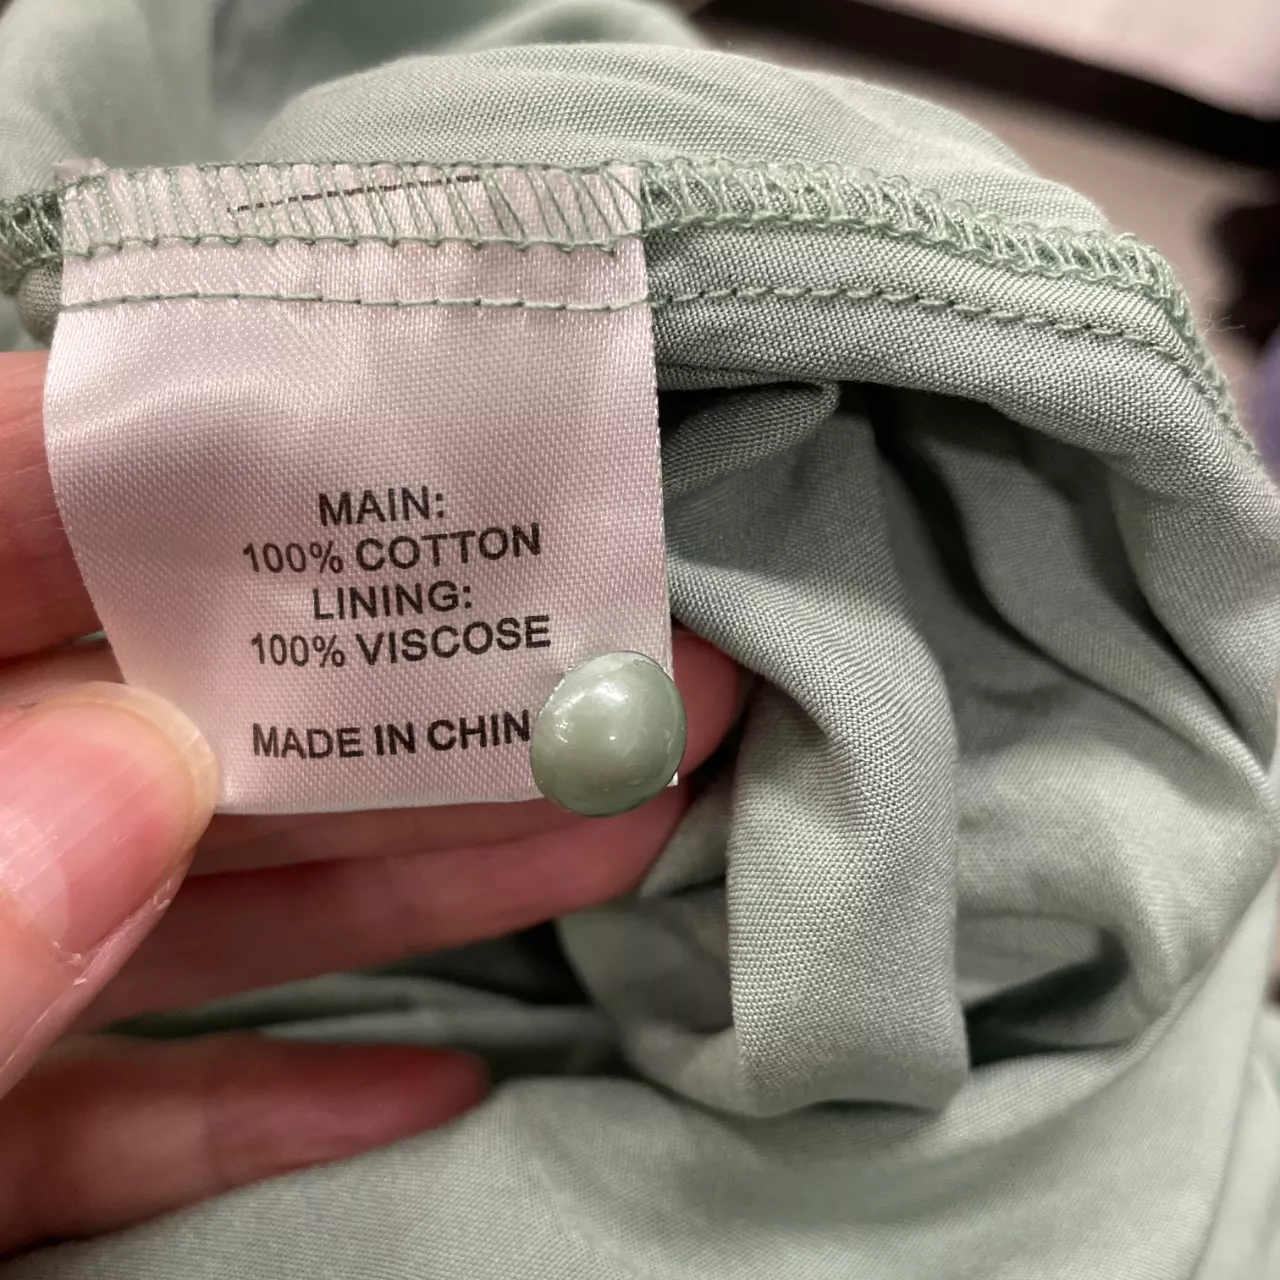 MAIN:
100% COTTON
LINING:
100% VISCOSE
MADE IN CHIN